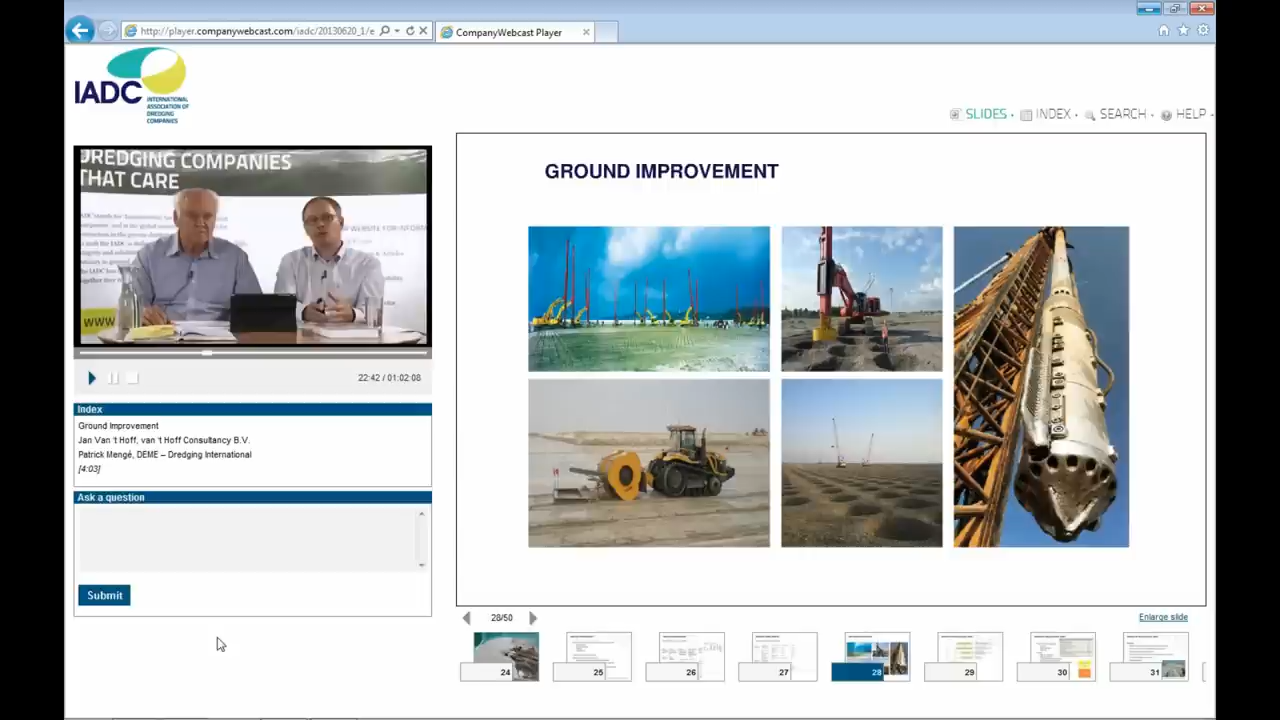 http://player.companywebcast.com/iadc/20130620_1/e
CompanyWebcast Player
IADC
INTERNATIONAL
ASSOCIATION OF
DREDGING
COMPANIES
SLIDES
INDEX
SEARCH
HELP
DREDGING COMPANIES
THAT CARE
WWW
GROUND IMPROVEMENT
22:42 / 01:02:08
Index
Ground Improvement
Jan Van 't Hoff, van 't Hoff Consultancy B.V.
Patrick Mengé, DEME – Dredging International
[4:03]
Ask a question
Submit
28/50
Enlarge slide
24
25
26
27
28
29
30
31